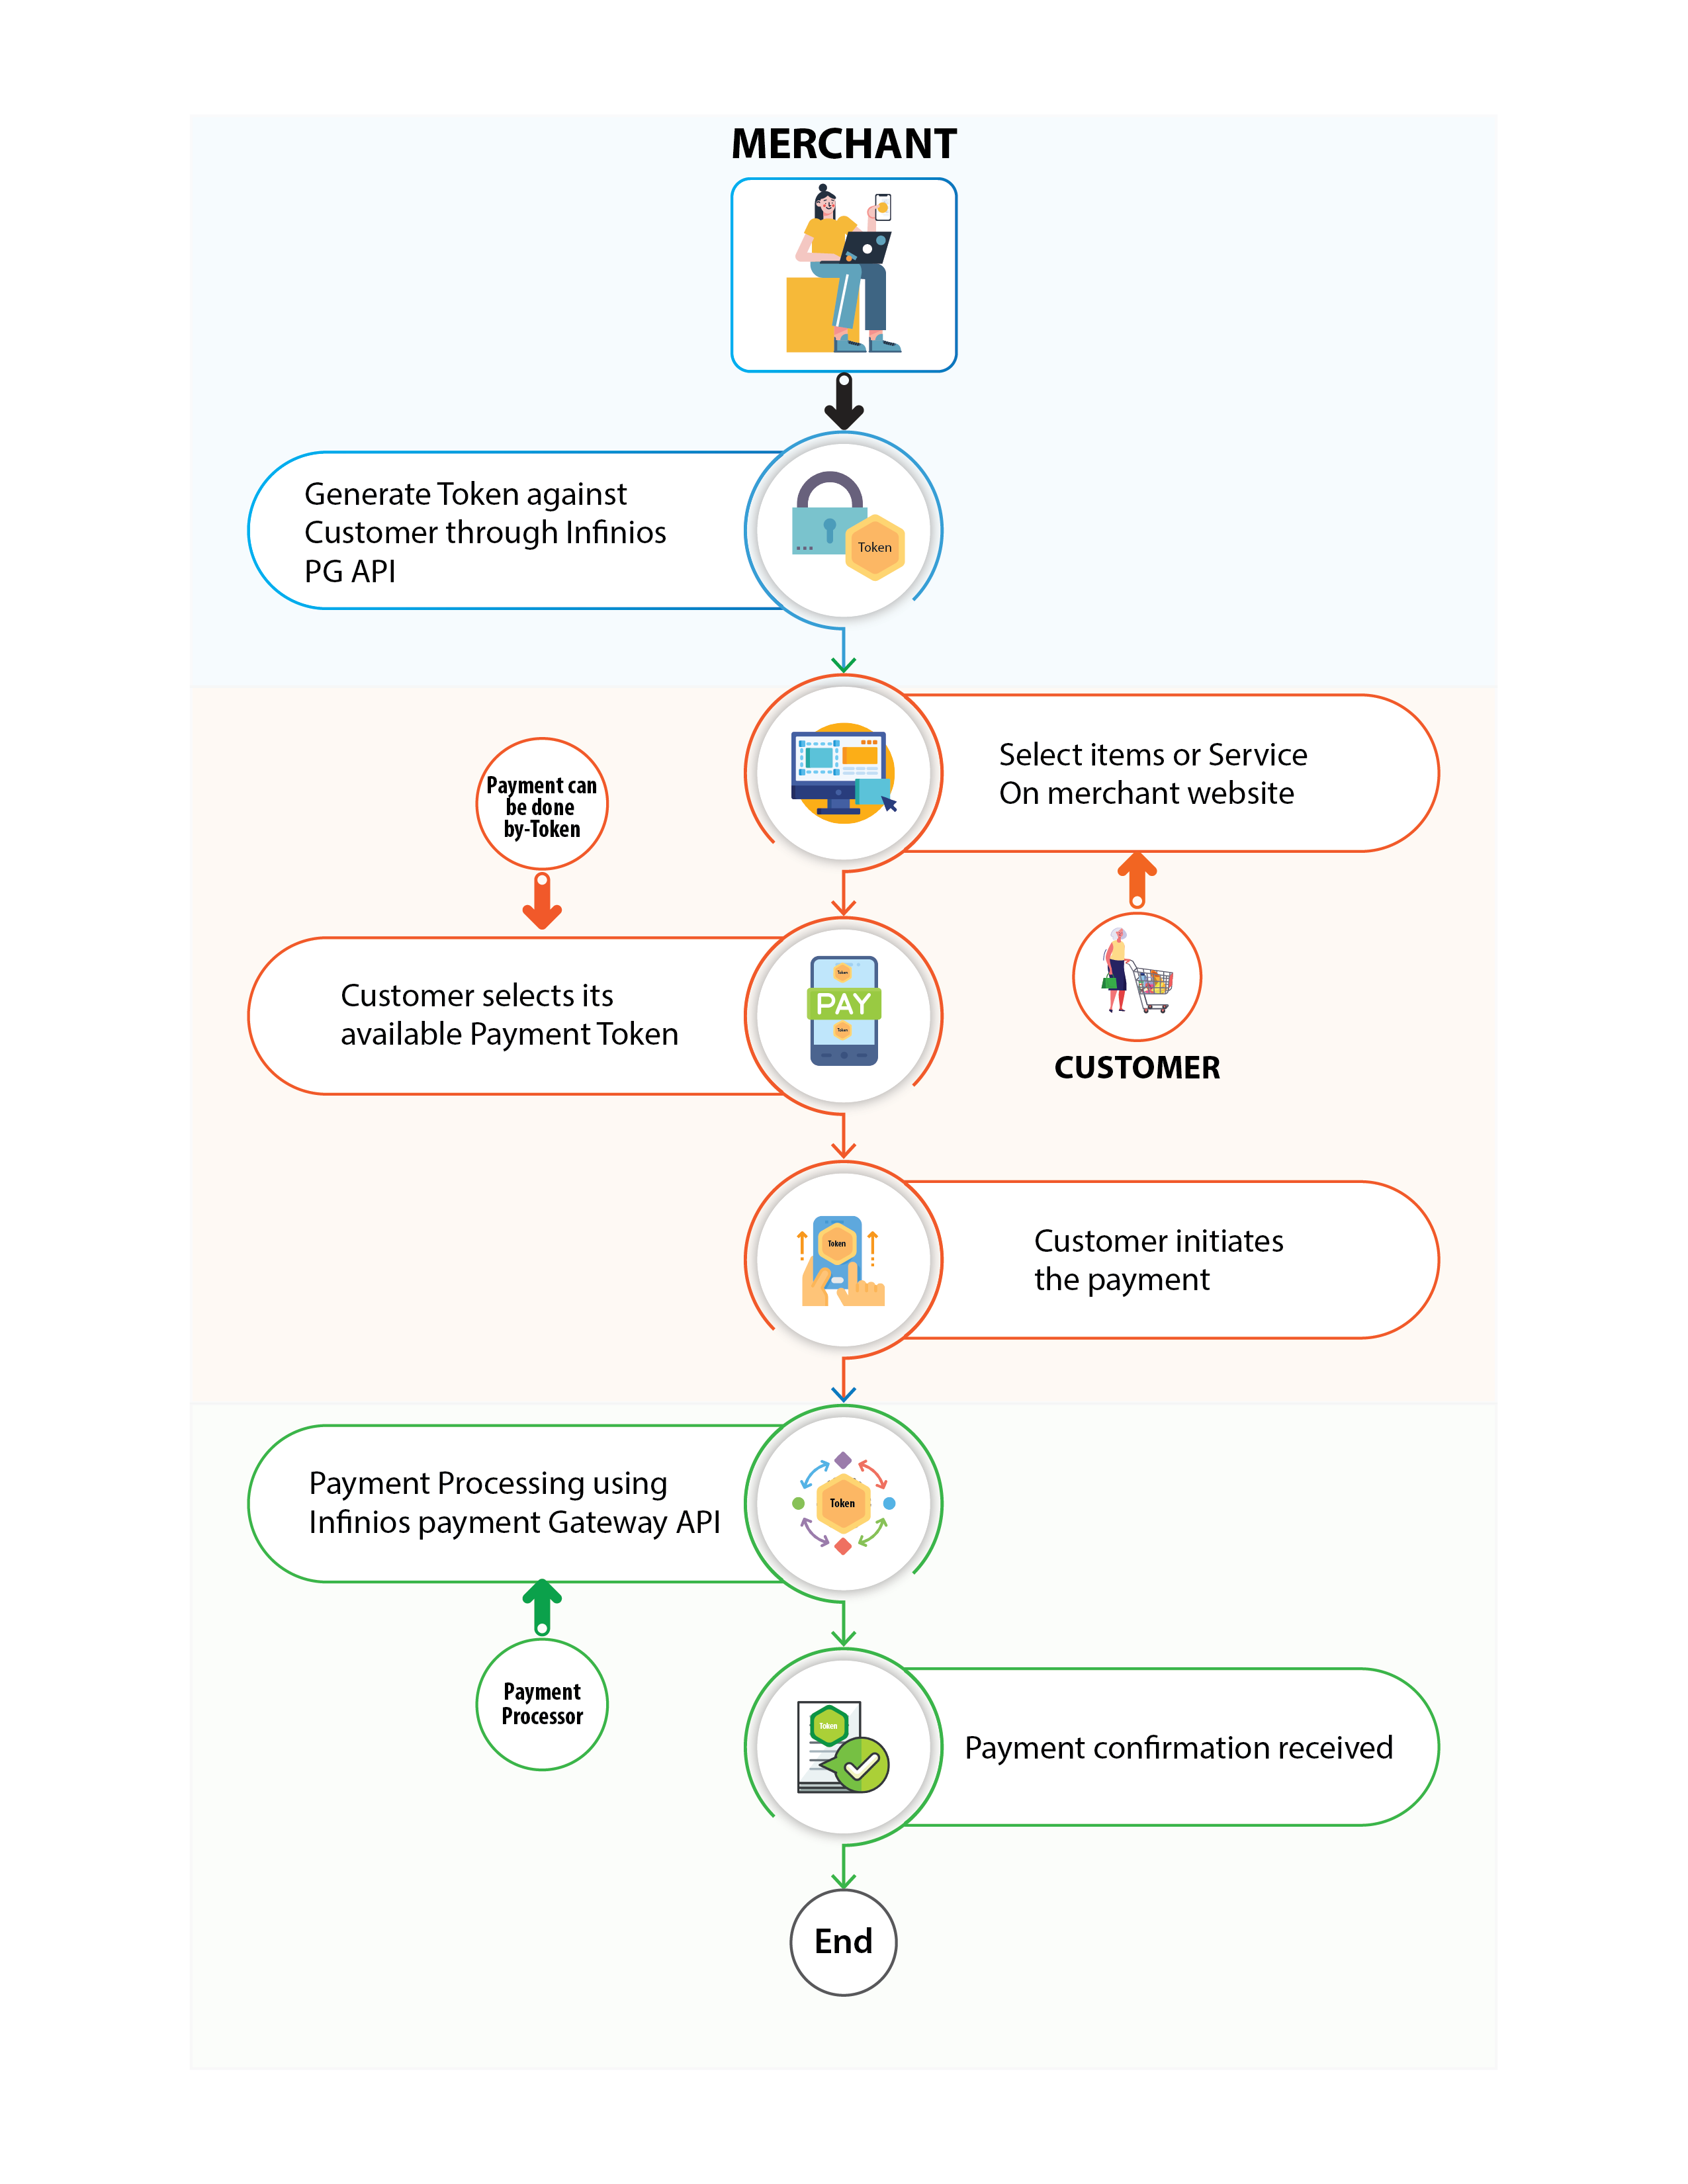 MERCHANT
Generate Token against
Customer through Infinios
PG API
Token
Select items or Service
On merchant website
Payment can
be done
by-Token
Customer selects its
available Payment Token
Token
PAY
Token
CUSTOMER
Token
Customer initiates
the payment
Payment Processing using
Infinios payment Gateway API
Token
Payment
Processor
Token
Payment confirmation received
End